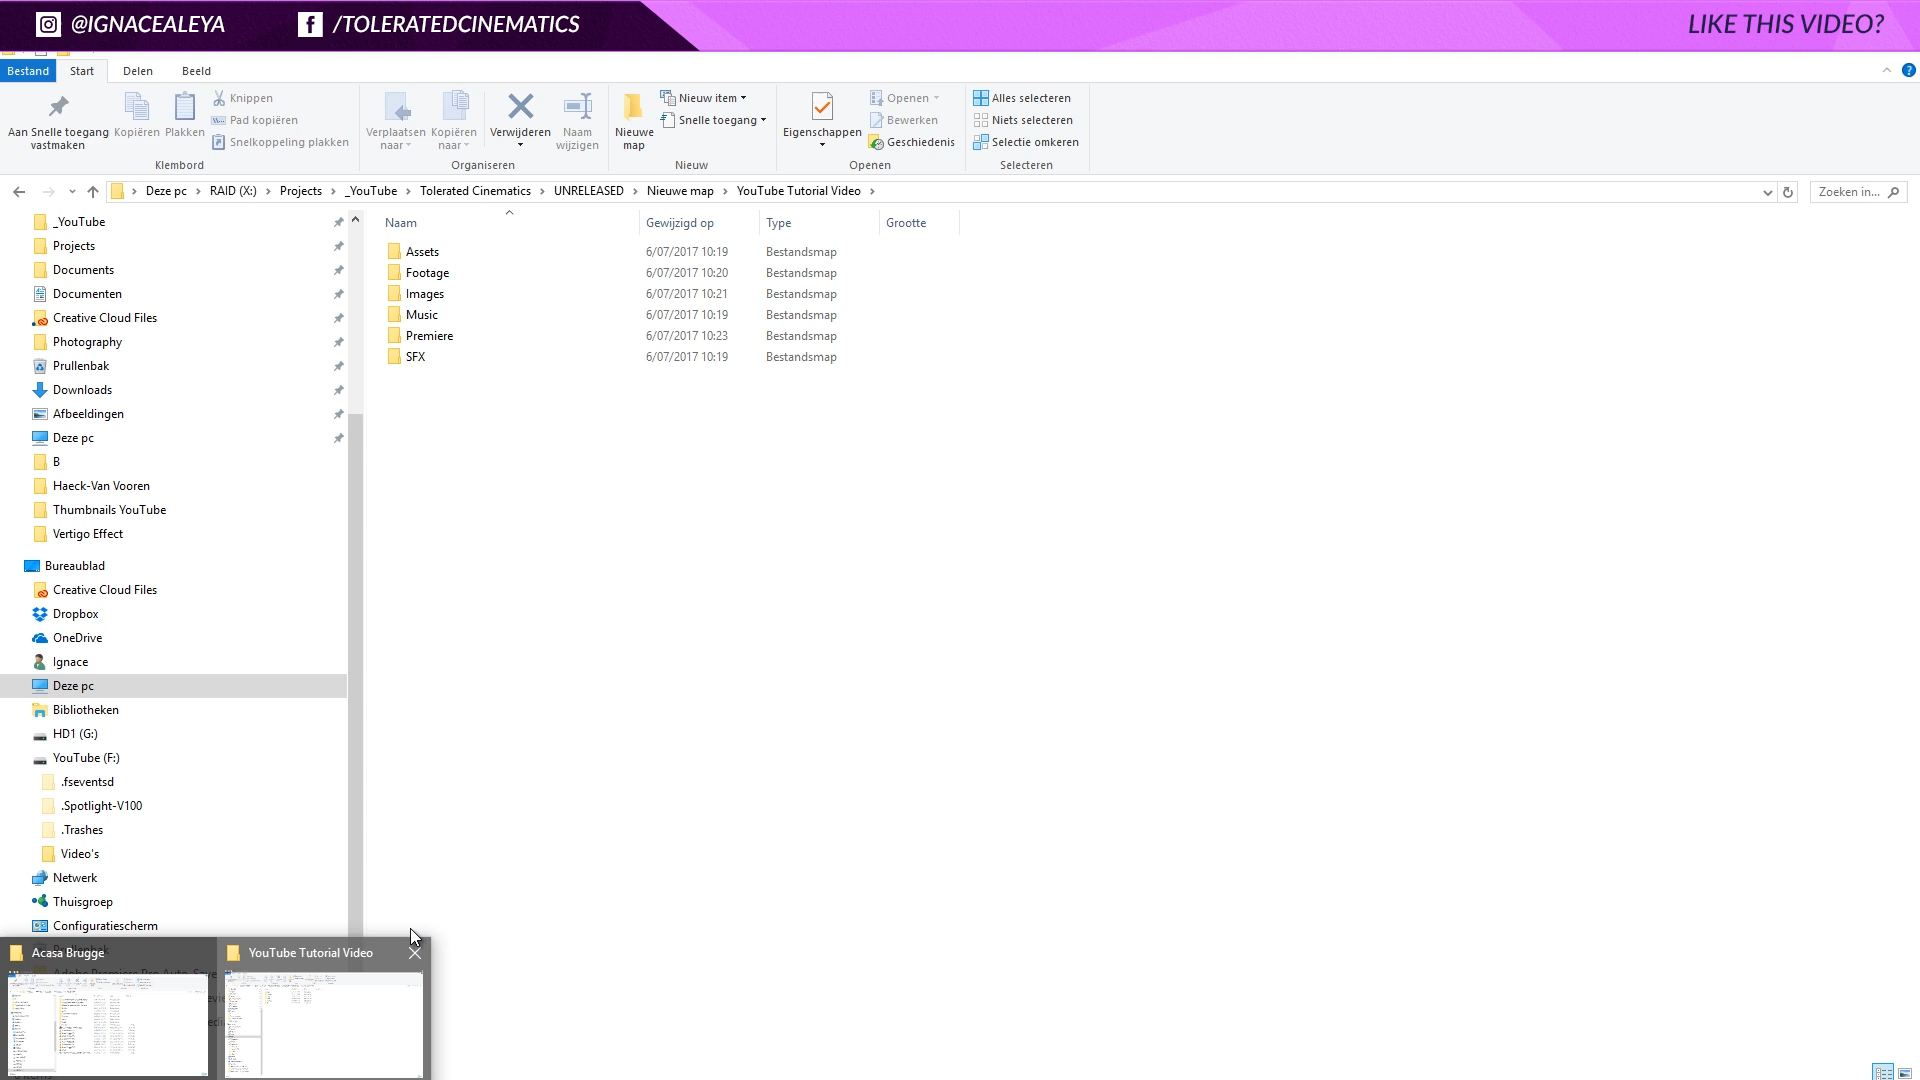 @IGNACEALEYA /TOLERATEDCINEMATICS LIKE THIS VIDEO?
Bestand Start Delen Beeld
Aan Snelle toegang vastmaken
Kopiëren
Plakken
Knippen
Pad kopiëren
Snelkoppeling plakken
Klembord
Verplaatsen naar
Kopiëren naar
Verwijderen
Naam wijzigen
Organiseren
Nieuwe map
Nieuw item
Snelle toegang
Nieuw
Eigenschappen
Openen
Bewerken
Geschiedenis
Openen
Alles selecteren
Niets selecteren
Selectie omkeren
Selecteren
Deze pc RAID (X:) Projects _YouTube Tolerated Cinematics UNRELEASED Nieuwe map YouTube Tutorial Video
Zoeken in...
_YouTube
Projects
Documents
Documenten
Creative Cloud Files
Photography
Prullenbak
Downloads
Afbeeldingen
Deze pc
B
Haeck-Van Vooren
Thumbnails YouTube
Vertigo Effect
Bureaublad
Creative Cloud Files
Dropbox
OneDrive
Ignace
Deze pc
Bibliotheken
HD1 (G:)
YouTube (F:)
.fseventsd
.Spotlight-V100
.Trashes
Video's
Netwerk
Thuisgroep
Configuratiescherm
Naam Gewijzigd op Type Grootte
Assets 6/07/2017 10:19 Bestandsmap
Footage 6/07/2017 10:20 Bestandsmap
Images 6/07/2017 10:21 Bestandsmap
Music 6/07/2017 10:19 Bestandsmap
Premiere 6/07/2017 10:23 Bestandsmap
SFX 6/07/2017 10:19 Bestandsmap
Acasa Brugge
YouTube Tutorial Video